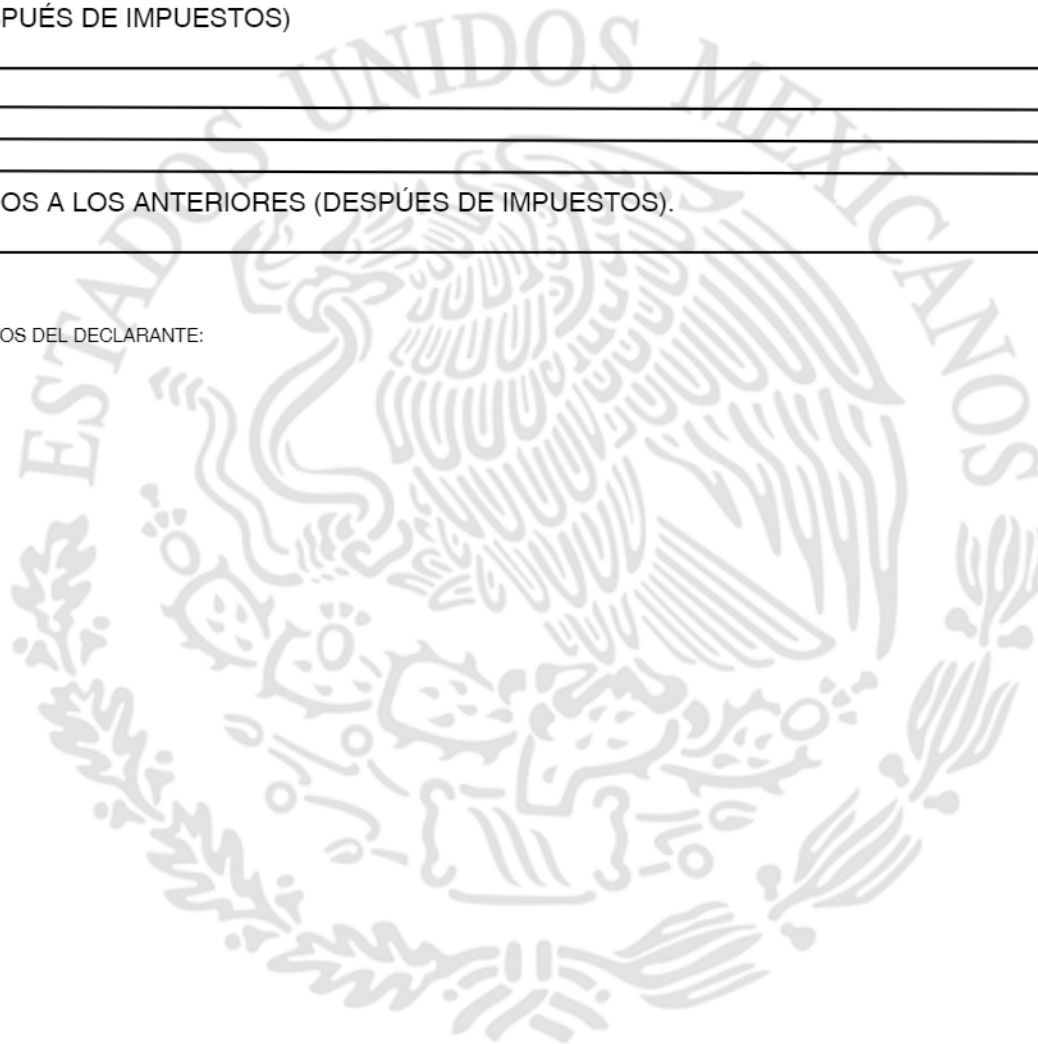 PUÉS DE IMPUESTOS)
OS A LOS ANTERIORES (DESPÚES DE IMPUESTOS).
OS DEL DECLARANTE:
ESTADOS UNIDOS MEXICANOS